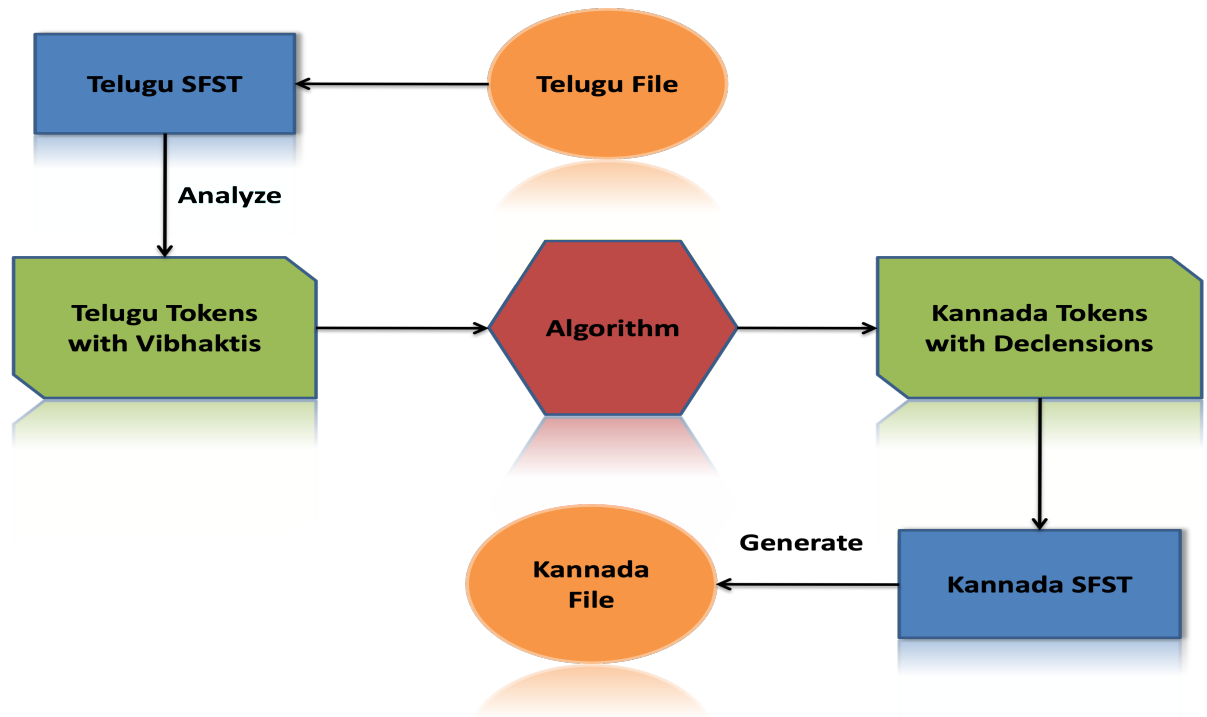 Telugu SFST
Telugu File
Analyze
Telugu Tokens
with Vibhaktis
Algorithm
Kannada Tokens
with Declensions
Generate
Kannada
File
Kannada SFST